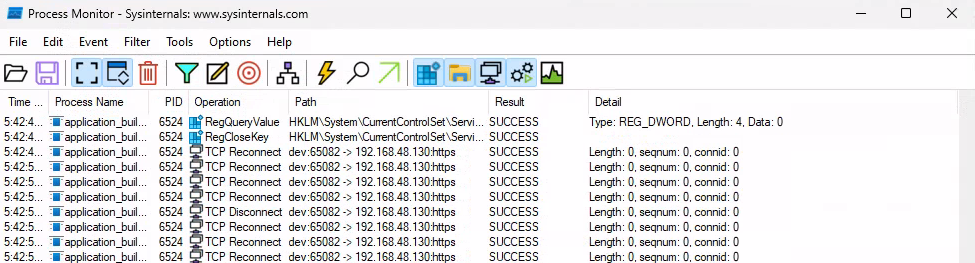 Process Monitor - Sysinternals: www.sysinternals.com
File Edit Event Filter Tools Options Help
Time ... Process Name PID Operation Path Result Detail
5:42:4... application_buil... 6524 RegQueryValue HKLM\System\CurrentControlSet\Servi... SUCCESS Type: REG_DWORD, Length: 4, Data: 0
5:42:4... application_buil... 6524 RegCloseKey HKLM\System\CurrentControlSet\Servi... SUCCESS
5:42:4... application_buil... 6524 TCP Reconnect dev:65082 -> 192.168.48.130:https SUCCESS Length: 0, seqnum: 0, connid: 0
5:42:5... application_buil... 6524 TCP Reconnect dev:65082 -> 192.168.48.130:https SUCCESS Length: 0, seqnum: 0, connid: 0
5:42:5... application_buil... 6524 TCP Reconnect dev:65082 -> 192.168.48.130:https SUCCESS Length: 0, seqnum: 0, connid: 0
5:42:5... application_buil... 6524 TCP Reconnect dev:65082 -> 192.168.48.130:https SUCCESS Length: 0, seqnum: 0, connid: 0
5:42:5... application_buil... 6524 TCP Disconnect dev:65082 -> 192.168.48.130:https SUCCESS Length: 0, seqnum: 0, connid: 0
5:42:5... application_buil... 6524 TCP Reconnect dev:65082 -> 192.168.48.130:https SUCCESS Length: 0, seqnum: 0, connid: 0
5:42:5... application_buil... 6524 TCP Reconnect dev:65082 -> 192.168.48.130:https SUCCESS Length: 0, seqnum: 0, connid: 0
5:42:5... application_buil... 6524 TCP Reconnect dev:65082 -> 192.168.48.130:https SUCCESS Length: 0, seqnum: 0, connid: 0